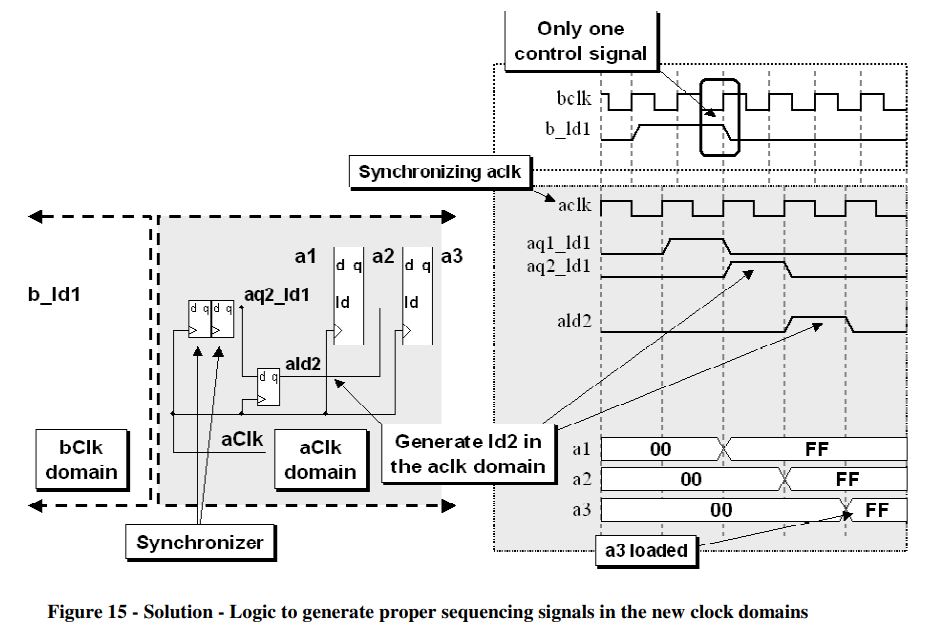 Only one
control signal
bclk
b_ld1
Synchronizing aclk
aclk
aq1_ld1
aq2_ld1
ald2
a1
00
FF
a2
00
FF
a3
00
FF
a3 loaded
b_ld1
a1
a2
a3
d q
ld
d q
ld
aq2_ld1
d q
d q
ald2
d q
aClk
bClk
domain
aClk
domain
Generate ld2 in
the aclk domain
Synchronizer
Figure 15 - Solution - Logic to generate proper sequencing signals in the new clock domains